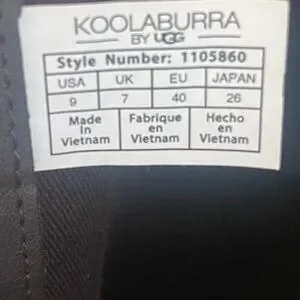 KOOLABURRA
BY UGG
Style Number: 1105860
USA UK EU JAPAN
9 7 40 26
Made Fabrique Hecho
in en en
Vietnam Vietnam Vietnam